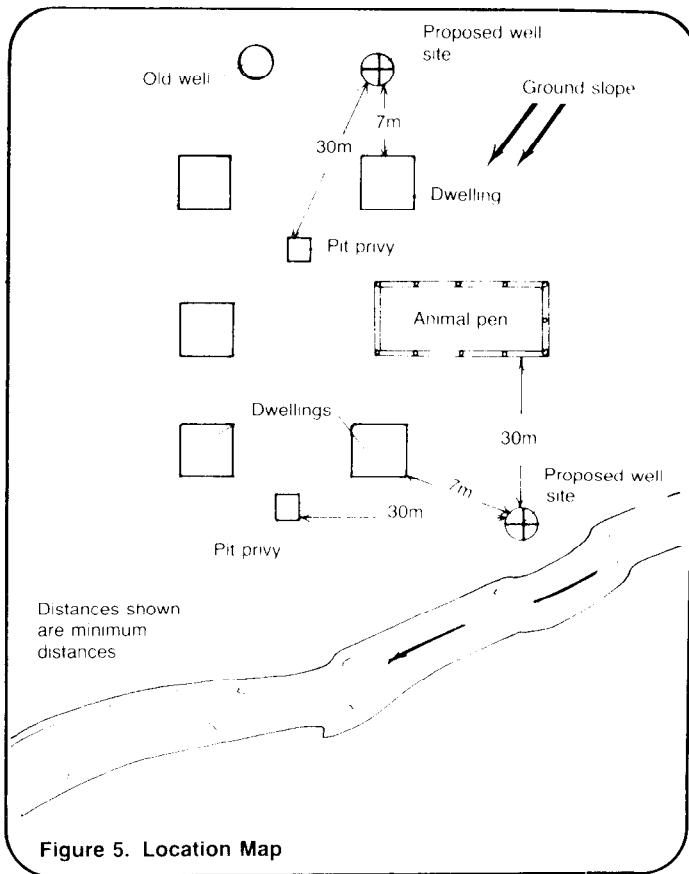 Proposed well
site
Old well
Ground slope
7m
30m
Dwelling
Pit privy
Animal pen
Dwellings
30m
Proposed well
site
7m
30m
Pit privy
Distances shown
are minimum
distances
Figure 5. Location Map